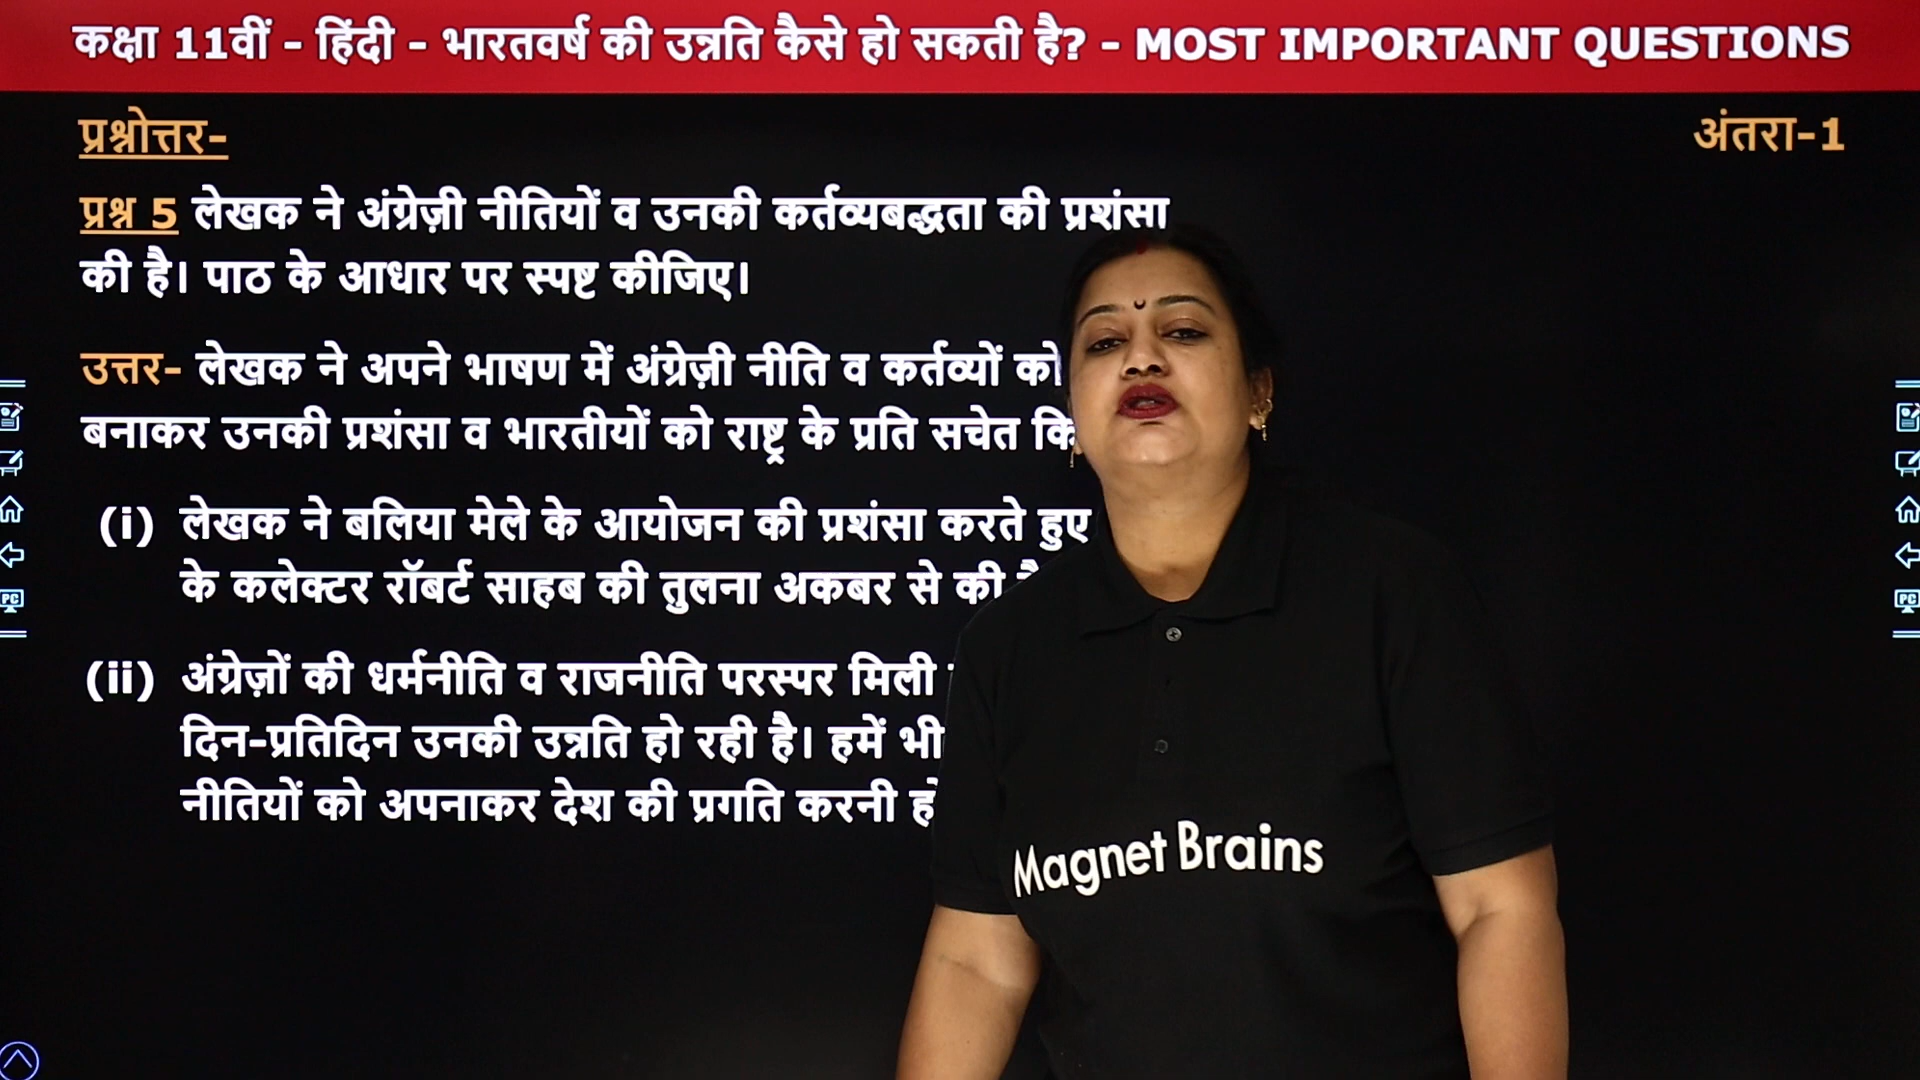 कक्षा 11वीं - हिंदी - भारतवर्ष की उन्नति कैसे हो सकती है? - MOST IMPORTANT QUESTIONS
प्रश्नोत्तर-
अंतरा-1
प्रश्न 5 लेखक ने अंग्रेज़ी नीतियों व उनकी कर्तव्यबद्धता की प्रशंसा
की है। पाठ के आधार पर स्पष्ट कीजिए।
उत्तर- लेखक ने अपने भाषण में अंग्रेज़ी नीति व कर्तव्यों को
बनाकर उनकी प्रशंसा व भारतीयों को राष्ट्र के प्रति सचेत
(i) लेखक ने बलिया मेले के आयोजन की प्रशंसा करते हुए
के कलेक्टर रॉबर्ट साहब की तुलना अकबर से की
(ii) अंग्रेज़ों की धर्मनीति व राजनीति परस्पर मिली
दिन-प्रतिदिन उनकी उन्नति हो रही है। हमें भी
नीतियों को अपनाकर देश की प्रगति करनी
Magnet Brains
PC
PC